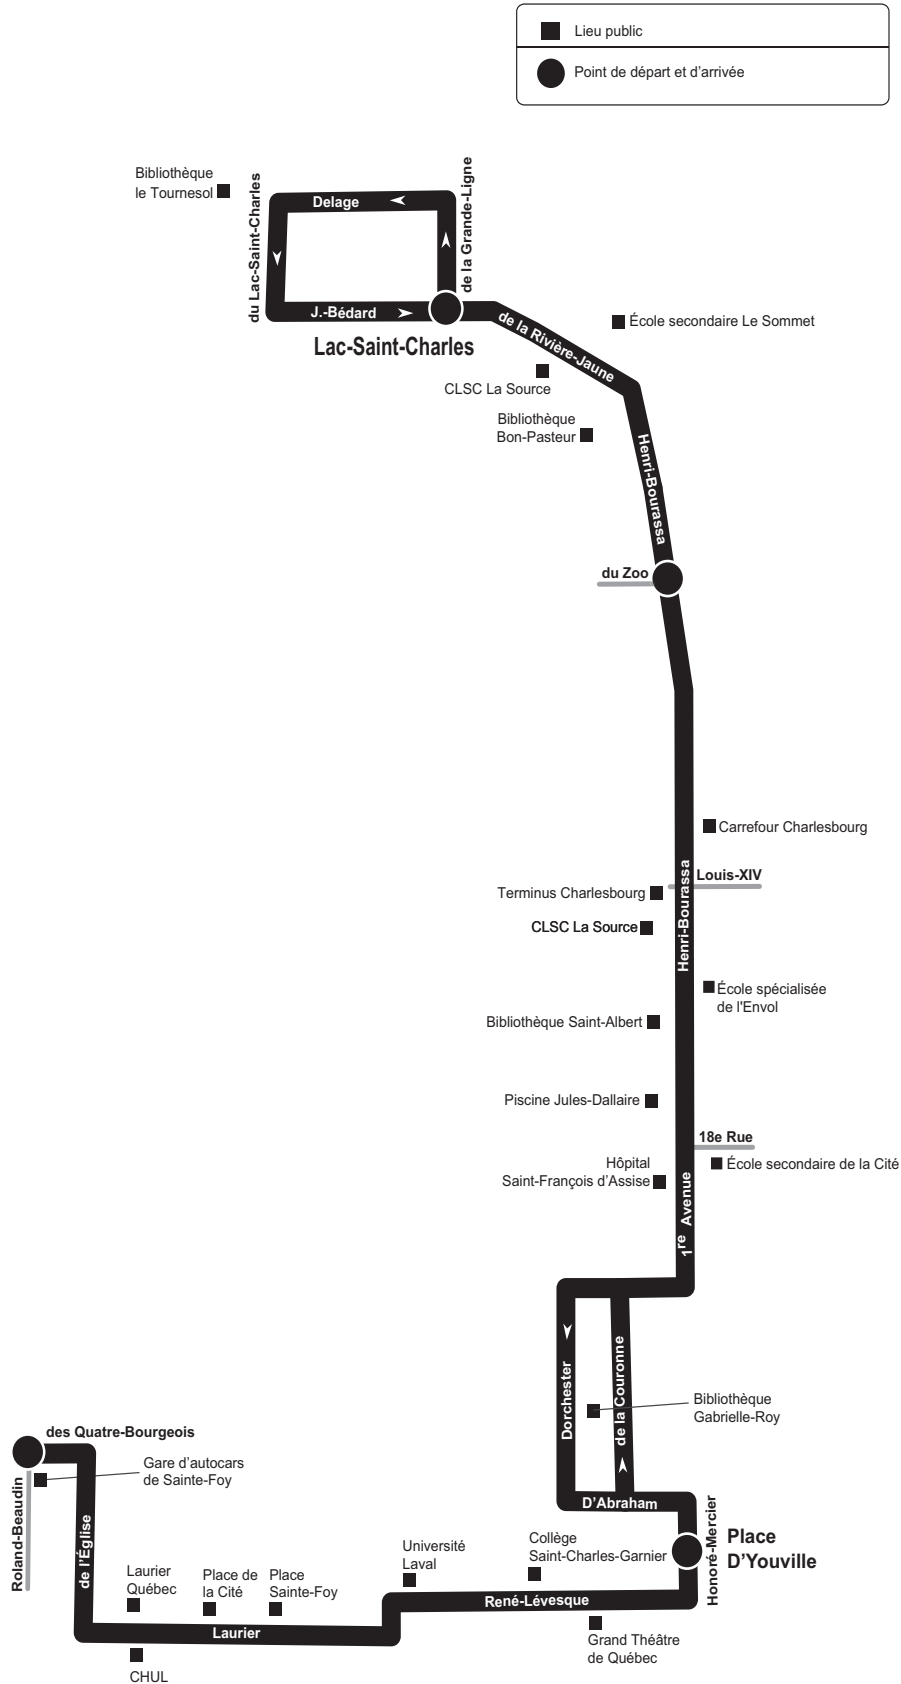 Lieu public
Point de départ et d'arrivée
Bibliothèque
le Tournesol
du Lac-Saint-Charles
Delage
de la Grande-Ligne
J.-Bédard
Lac-Saint-Charles
de la Rivière-Jaune
École secondaire Le Sommet
CLSC La Source
Bibliothèque
Bon-Pasteur
Henri-Bourassa
du Zoo
Carrefour Charlesbourg
Louis-XIV
Terminus Charlesbourg
CLSC La Source
Henri-Bourassa
École spécialisée
de l'Envol
Bibliothèque Saint-Albert
Piscine Jules-Dallaire
18e Rue
École secondaire de la Cité
Hôpital
Saint-François d'Assise
1re Avenue
Dorchester
de la Couronne
Bibliothèque
Gabrielle-Roy
des Quatre-Bourgeois
Gare d'autocars
de Sainte-Foy
Roland-Beaudin
de l'Église
D'Abraham
Honoré-Mercier
Place
D'Youville
Collège
Saint-Charles-Garnier
Université
Laval
Laurier
Québec
Place de
la Cité
Place
Sainte-Foy
René-Lévesque
Laurier
Grand Théâtre
de Québec
CHUL